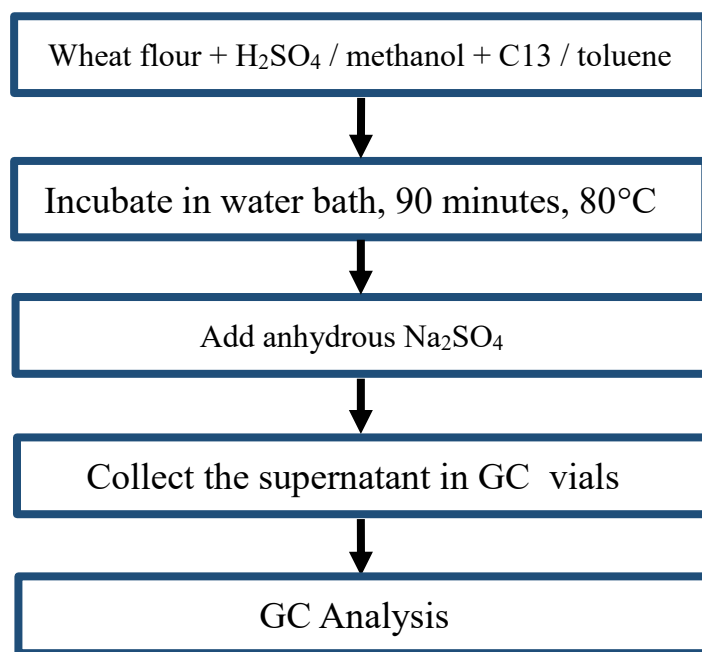 Wheat flour + H₂SO₄ / methanol + C13 / toluene
Incubate in water bath, 90 minutes, 80°C
Add anhydrous Na₂SO₄
Collect the supernatant in GC vials
GC Analysis